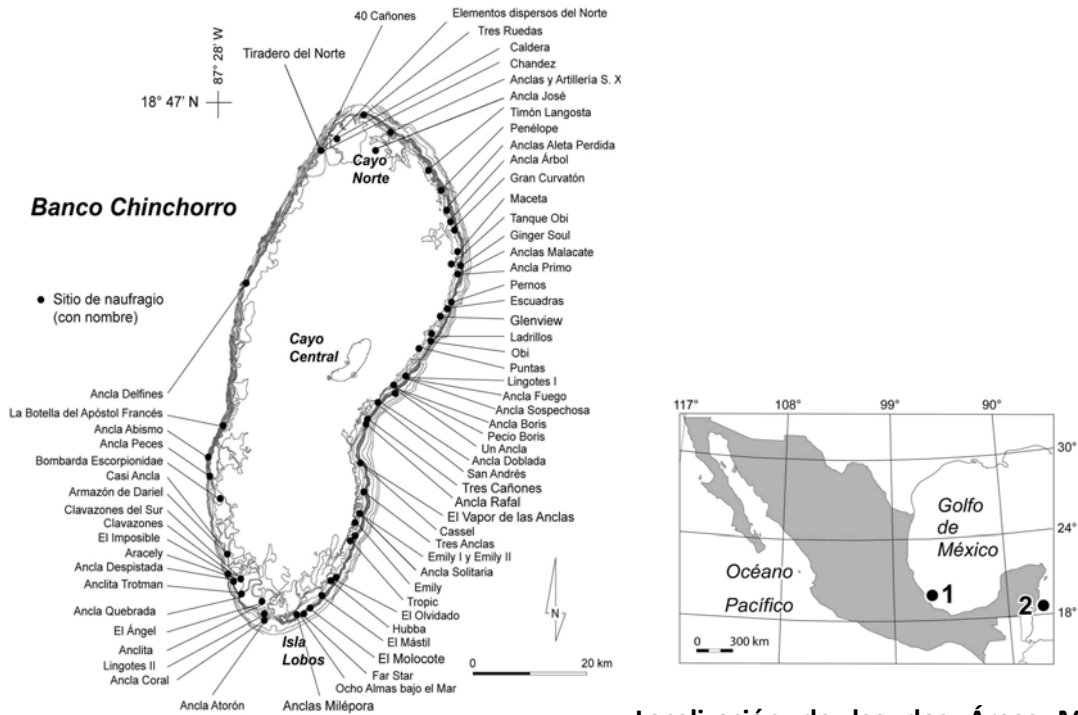 40 Cañones
Elementos dispersos del Norte
Tres Ruedas
Caldera
Chandez
Anclas y Artillería S. X
Ancla José
Timón Langosta
Penélope
Anclas Aleta Perdida
Ancla Árbol
Gran Curvatón
Maceta
Tanque Obi
Ginger Soul
Anclas Malacate
Ancla Primo
Pernos
Escuadras
Glenview
Ladrillos
Obi
Puntas
Lingotes I
Ancla Fuego
Ancla Sospechosa
Ancla Boris
Pecio Boris
Un Ancla
Ancla Doblada
San Andrés
Tres Cañones
Ancla Rafal
El Vapor de las Anclas
Cassel
Tres Anclas
Emily I y Emily II
Ancla Solitaria
Emily
Tropic
El Olvidado
Hubba
El Mástil
El Molocote
Far Star
Ocho Almas bajo el Mar
Anclas Milépora
Tiradero del Norte
87° 28' W
18° 47' N
Banco Chinchorro
Sitio de naufragio
(con nombre)
Cayo
Norte
Cayo
Central
Isla
Lobos
Ancla Delfines
La Botella del Apóstol Francés
Ancla Abismo
Ancla Peces
Bombarda Escorpionidae
Casi Ancla
Armazón de Dariel
Clavazones del Sur
Clavazones
El Imposible
Aracely
Ancla Despistada
Anclita Trotman
Ancla Quebrada
El Ángel
Anclita
Lingotes II
Ancla Coral
Ancla Atorón
N
0 20 km
117° 108° 99° 90°
30°
24°
18°
Golfo
de
México
Océano
Pacífico
1
2
0 300 km